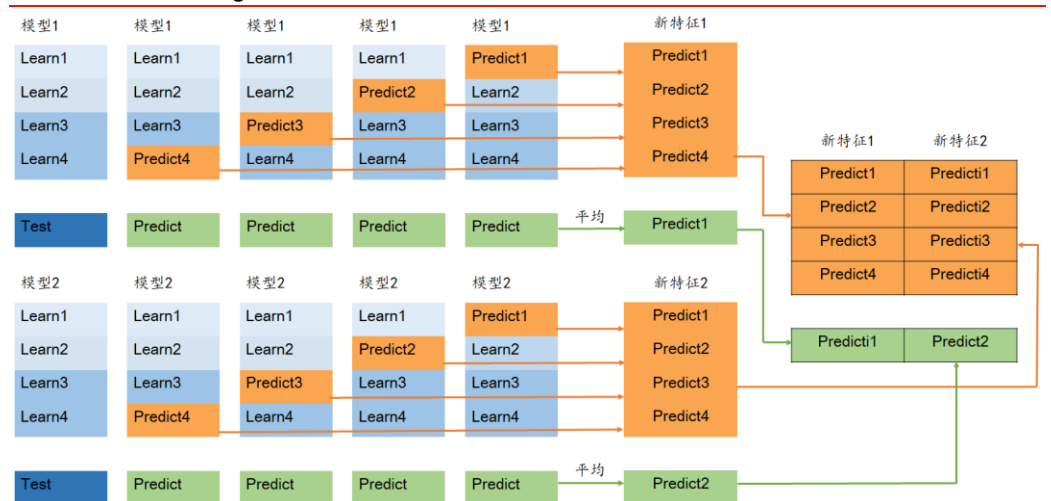 模型1 模型1 模型1 模型1 模型1 新特征1
Learn1 Learn1 Learn1 Learn1 Predict1 Predict1
Learn2 Learn2 Learn2 Predict2 Learn2 Predict2
Learn3 Learn3 Predict3 Learn3 Learn3 Predict3
Learn4 Predict4 Learn4 Learn4 Learn4 Predict4
Test Predict Predict Predict Predict 平均 Predict1
模型2 模型2 模型2 模型2 模型2 新特征2
Learn1 Learn1 Learn1 Learn1 Predict1 Predict1
Learn2 Learn2 Learn2 Predict2 Learn2 Predict2
Learn3 Learn3 Predict3 Learn3 Learn3 Predict3
Learn4 Predict4 Learn4 Learn4 Learn4 Predict4
Test Predict Predict Predict Predict 平均 Predict2
新特征1 新特征2
Predict1 Predicti1
Predict2 Predicti2
Predict3 Predicti3
Predict4 Predicti4
Predicti1 Predict2